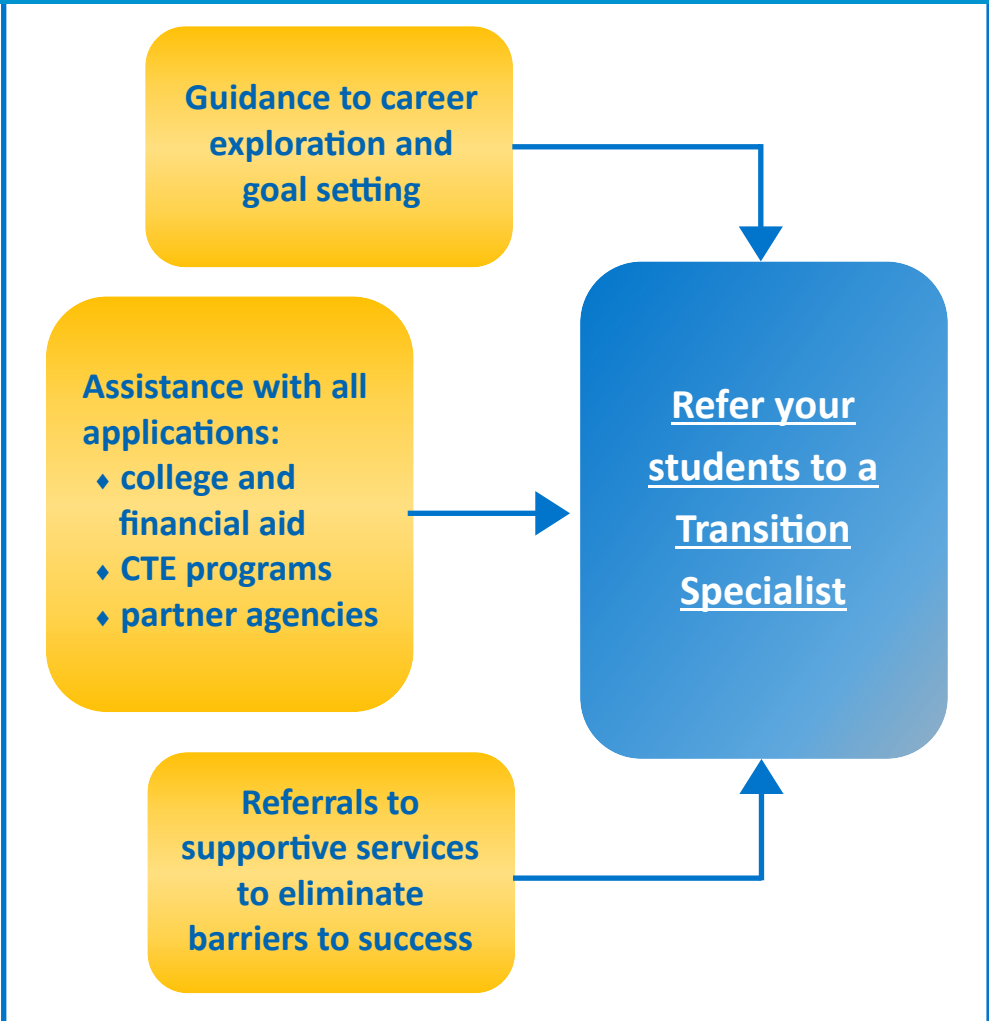 Guidance to career
exploration and
goal setting
Assistance with all
applications:
♦ college and
financial aid
♦ CTE programs
♦ partner agencies
Referrals to
supportive services
to eliminate
barriers to success
Refer your
students to a
Transition
Specialist